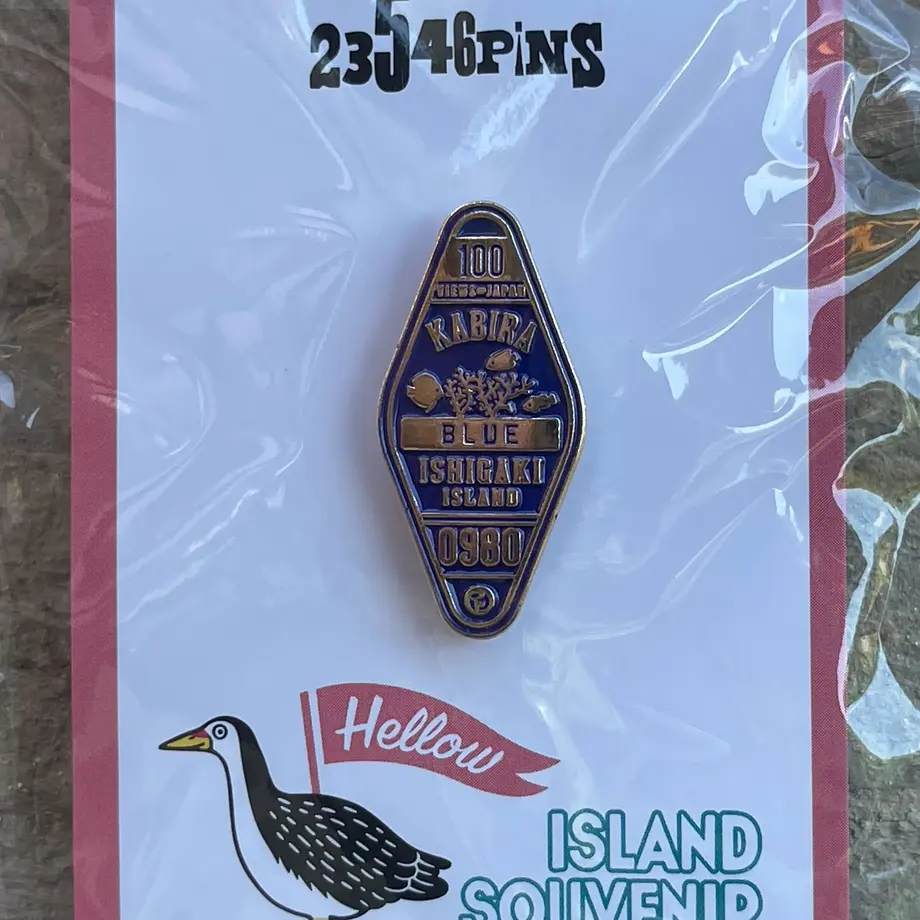 23546PiNS
100
VIEWS OF JAPAN
KABIRA
BLUE
ISHIGAKI
ISLAND
0980
Hellow
ISLAND
SOUVENIR